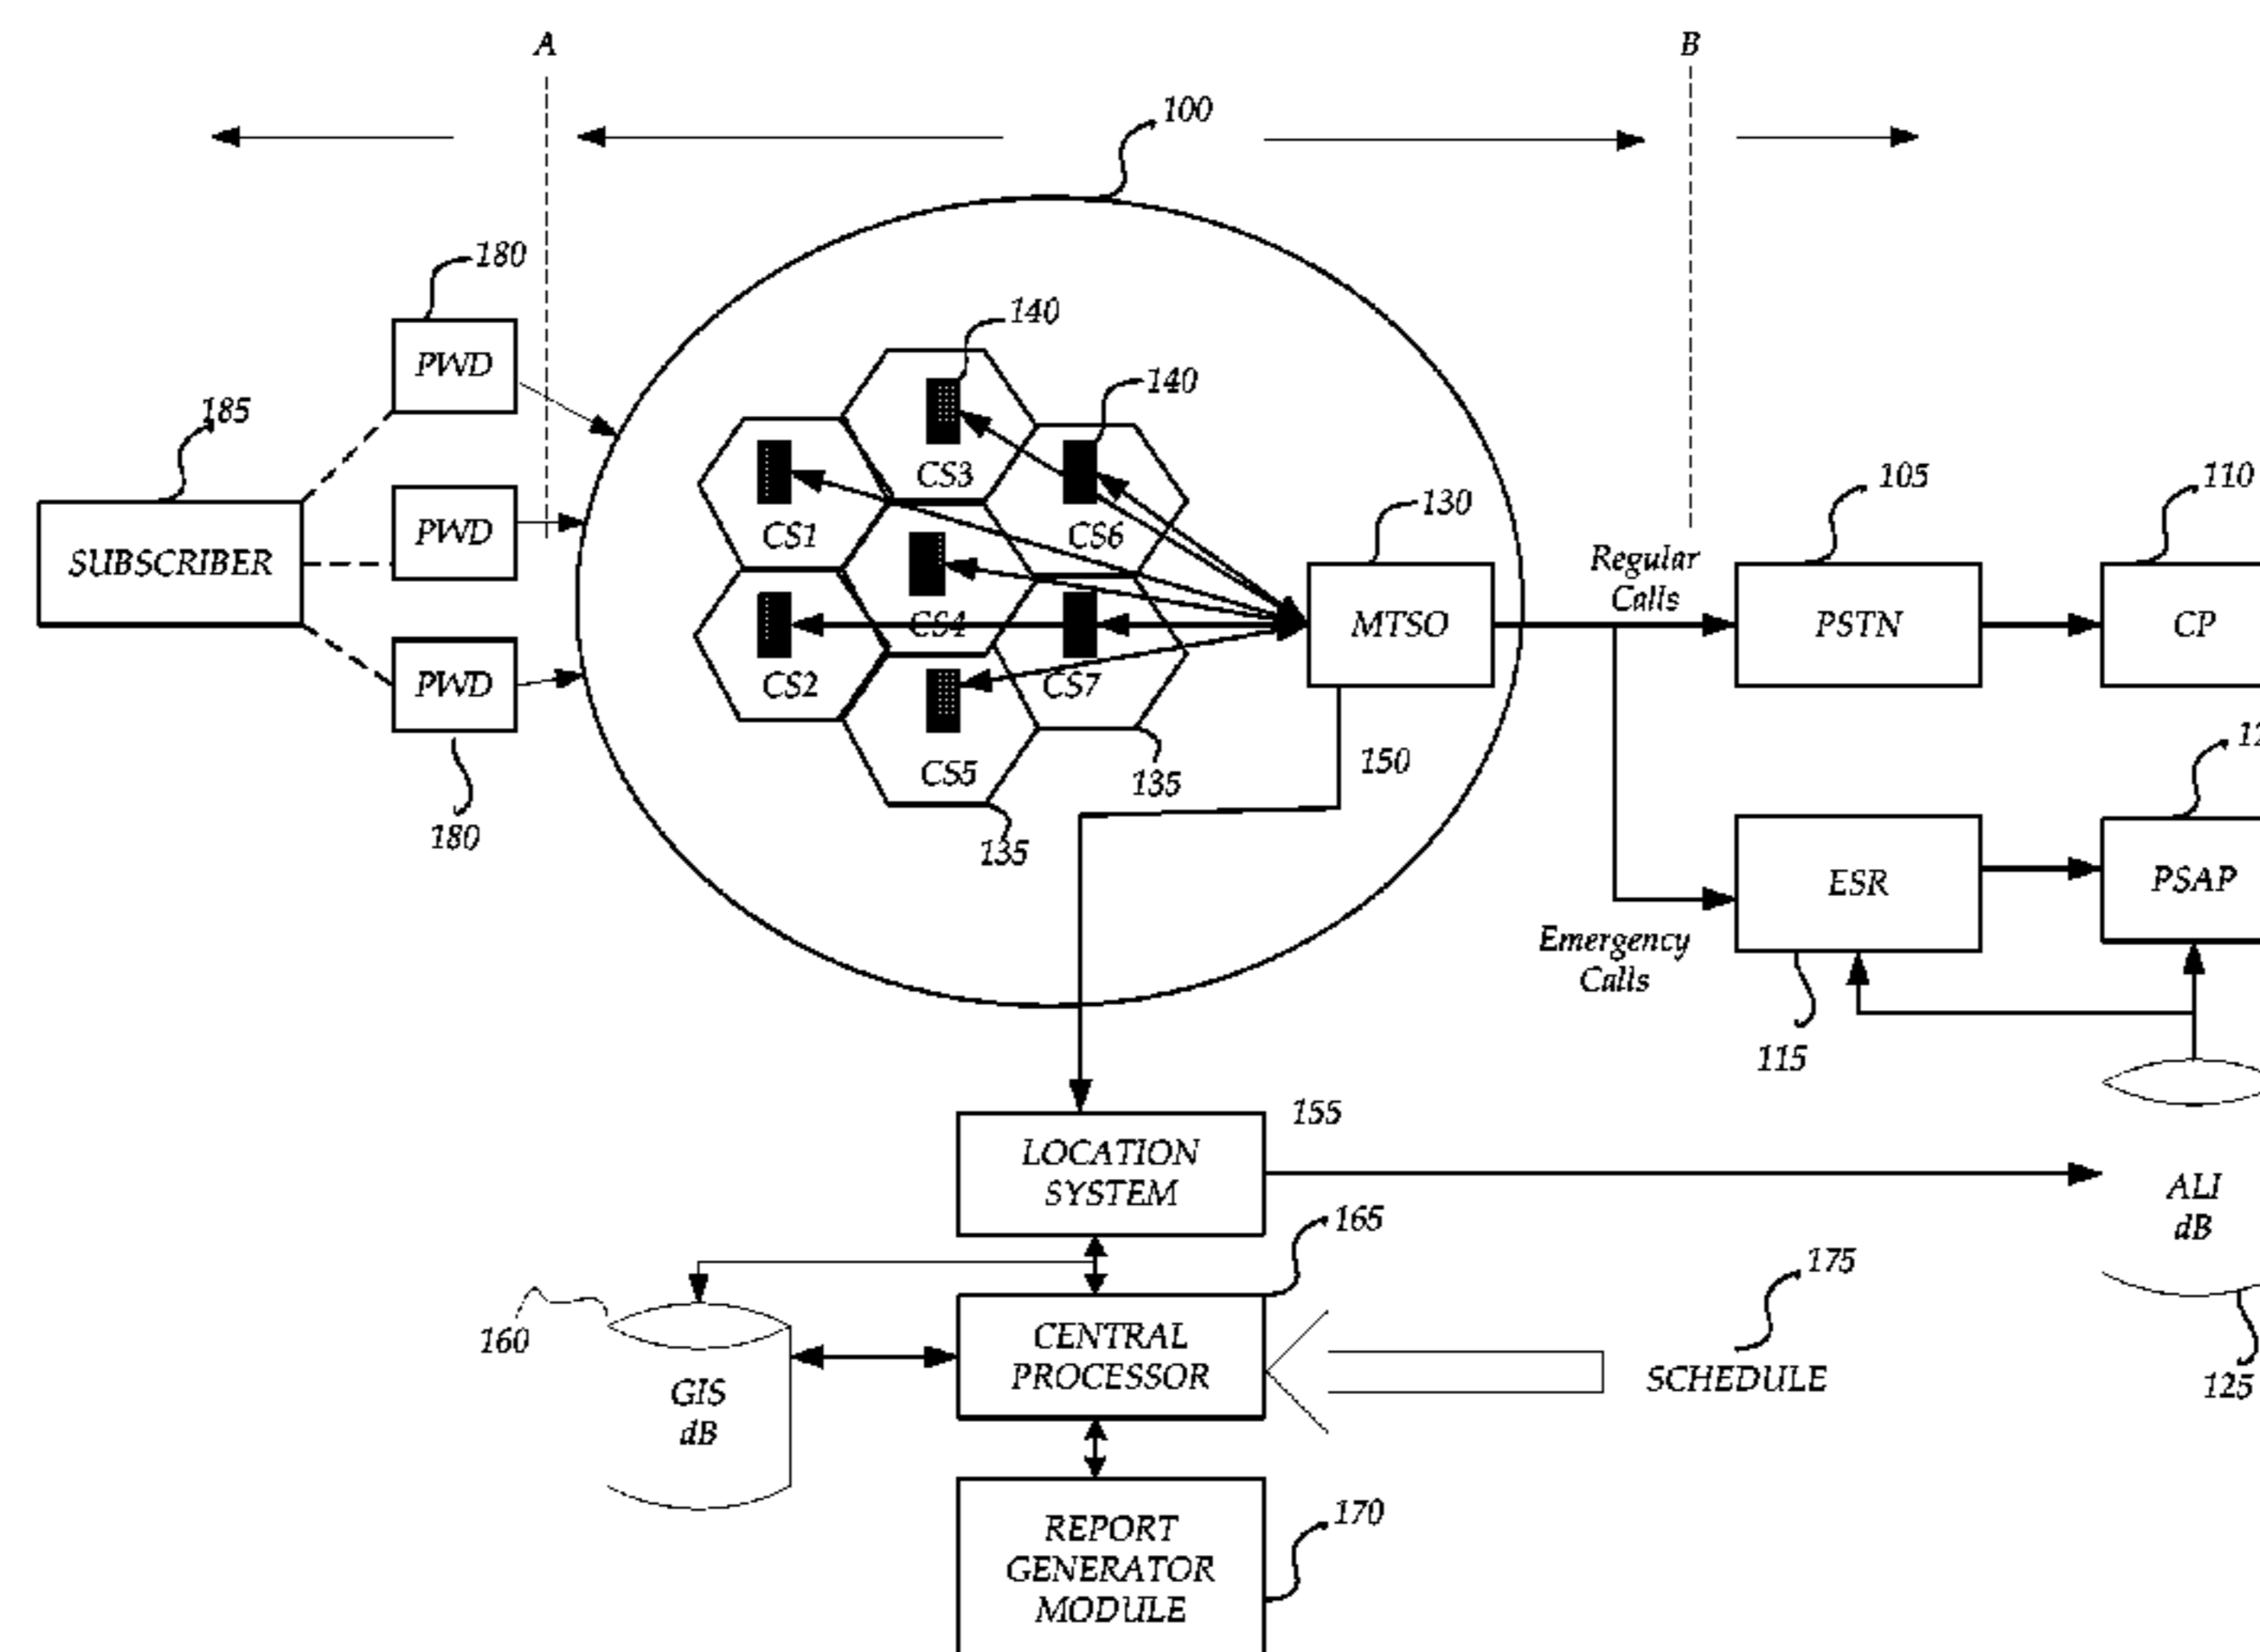 A
B
100
180
140
185
140
PWD
CS3
105
110
130
PWD
CS1
CS6
Regular
Calls
SUBSCRIBER
MTSO
PSTN
CP
CS4
PWD
CS2
CS7
12
150
CS5
135
180
135
ESR
PSAP
Emergency
Calls
115
155
LOCATION
SYSTEM
ALI
dB
165
175
160
CENTRAL
PROCESSOR
SCHEDULE
125
GIS
dB
170
REPORT
GENERATOR
MODULE